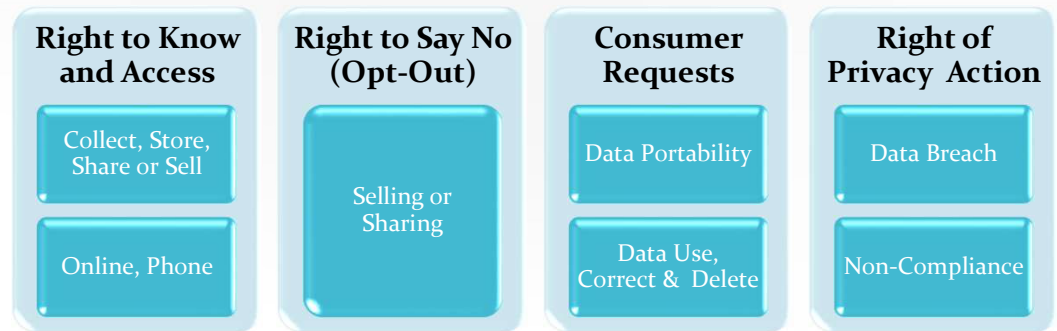 Right to Know
and Access
Collect, Store,
Share or Sell
Online, Phone
Right to Say No
(Opt-Out)
Selling or
Sharing
Consumer
Requests
Data Portability
Data Use,
Correct & Delete
Right of
Privacy Action
Data Breach
Non-Compliance